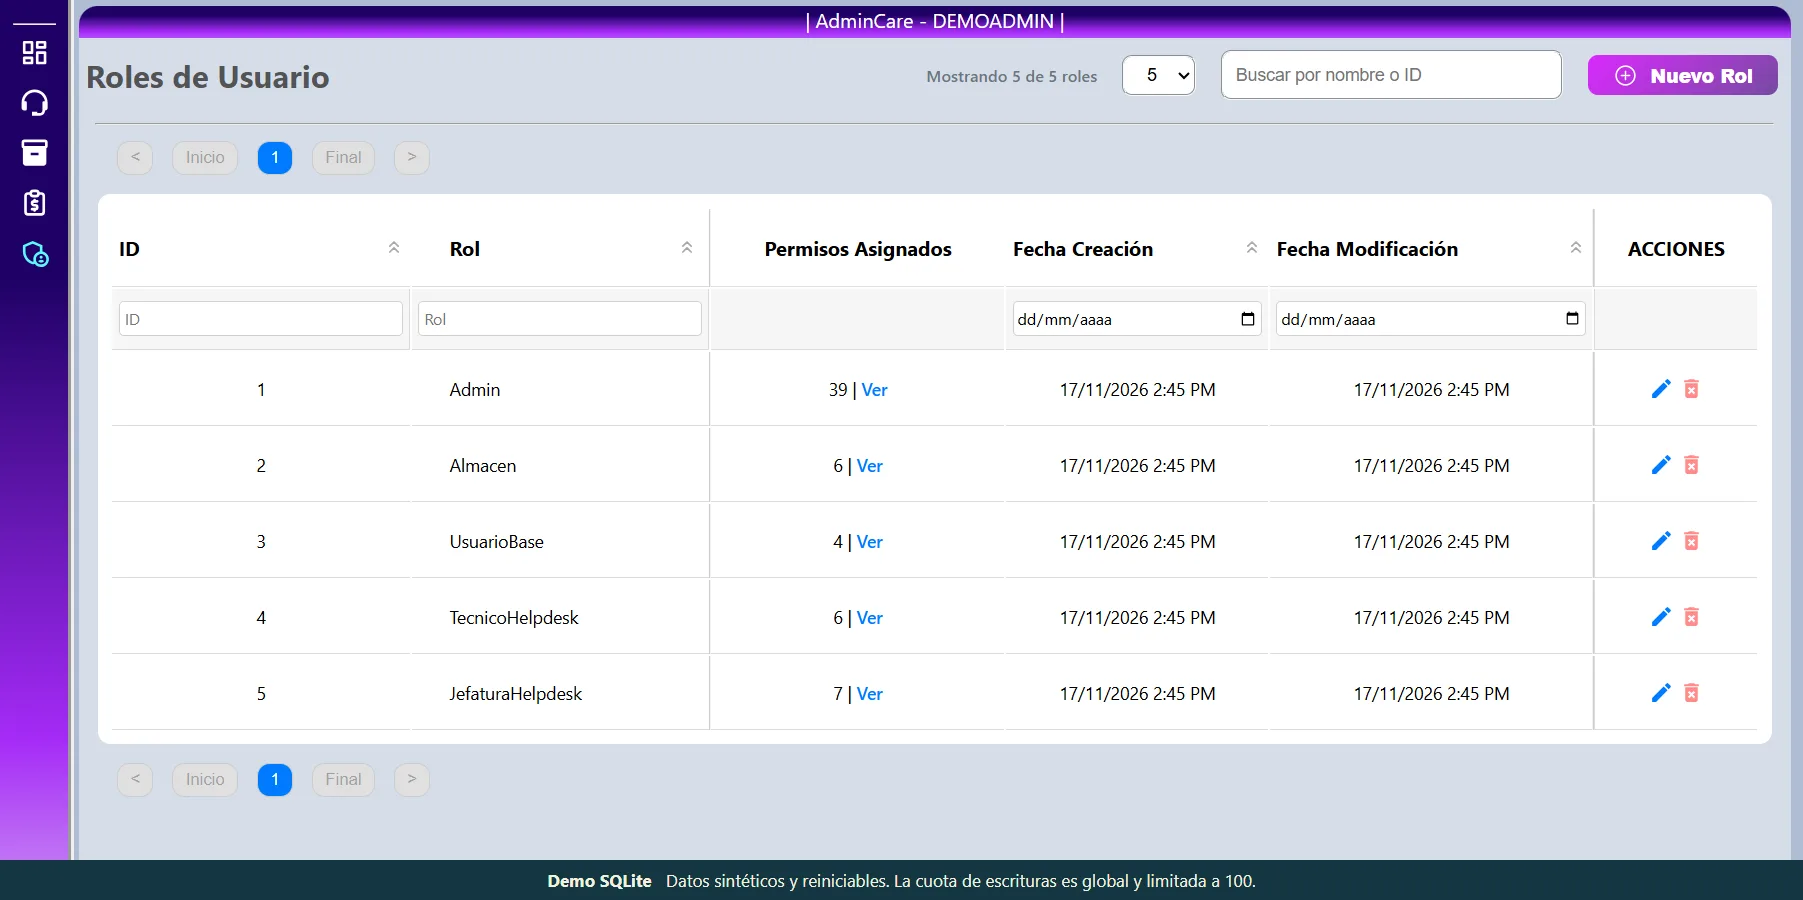 | AdminCare - DEMOADMIN |
Roles de Usuario
Mostrando 5 de 5 roles
5
Buscar por nombre o ID
Nuevo Rol
< Inicio 1 Final >
ID Rol Permisos Asignados Fecha Creación Fecha Modificación ACCIONES
ID Rol dd/mm/aaaa dd/mm/aaaa
1 Admin 39 | Ver 17/11/2026 2:45 PM 17/11/2026 2:45 PM
2 Almacen 6 | Ver 17/11/2026 2:45 PM 17/11/2026 2:45 PM
3 UsuarioBase 4 | Ver 17/11/2026 2:45 PM 17/11/2026 2:45 PM
4 TecnicoHelpdesk 6 | Ver 17/11/2026 2:45 PM 17/11/2026 2:45 PM
5 JefaturaHelpdesk 7 | Ver 17/11/2026 2:45 PM 17/11/2026 2:45 PM
< Inicio 1 Final >
Demo SQLite Datos sintéticos y reiniciables. La cuota de escrituras es global y limitada a 100.